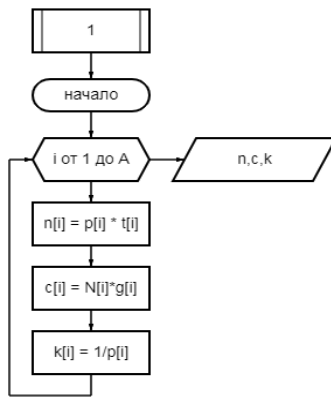 1
начало
i от 1 до A
n,c,k
n[i] = p[i] * t[i]
c[i] = N[i]*g[i]
k[i] = 1/p[i]